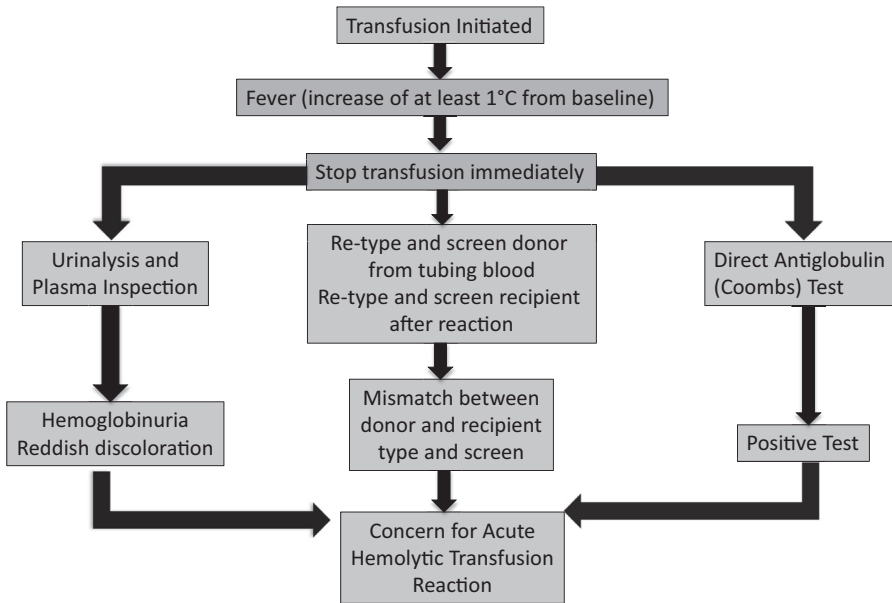 Transfusion Initiated
Fever (increase of at least 1°C from baseline)
Stop transfusion immediately
Urinalysis and
Plasma Inspection
Re-type and screen donor
from tubing blood
Re-type and screen recipient
after reaction
Direct Antiglobulin
(Coombs) Test
Hemoglobinuria
Reddish discoloration
Mismatch between
donor and recipient
type and screen
Positive Test
Concern for Acute
Hemolytic Transfusion
Reaction